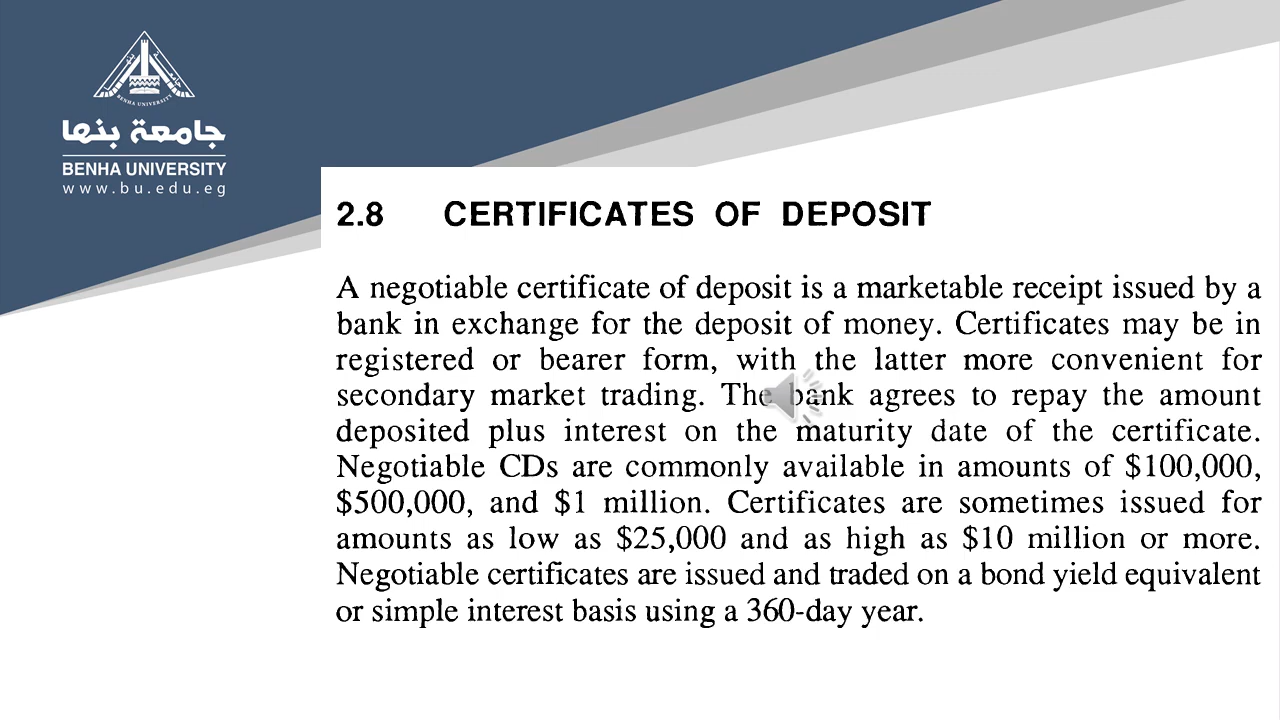 BENHA UNIVERSITY
جامعة بنها
BENHA UNIVERSITY
www.bu.edu.eg
2.8 CERTIFICATES OF DEPOSIT
A negotiable certificate of deposit is a marketable receipt issued by a
bank in exchange for the deposit of money. Certificates may be in
registered or bearer form, with the latter more convenient for
secondary market trading. The bank agrees to repay the amount
deposited plus interest on the maturity date of the certificate.
Negotiable CDs are commonly available in amounts of $100,000,
$500,000, and $1 million. Certificates are sometimes issued for
amounts as low as $25,000 and as high as $10 million or more.
Negotiable certificates are issued and traded on a bond yield equivalent
or simple interest basis using a 360-day year.